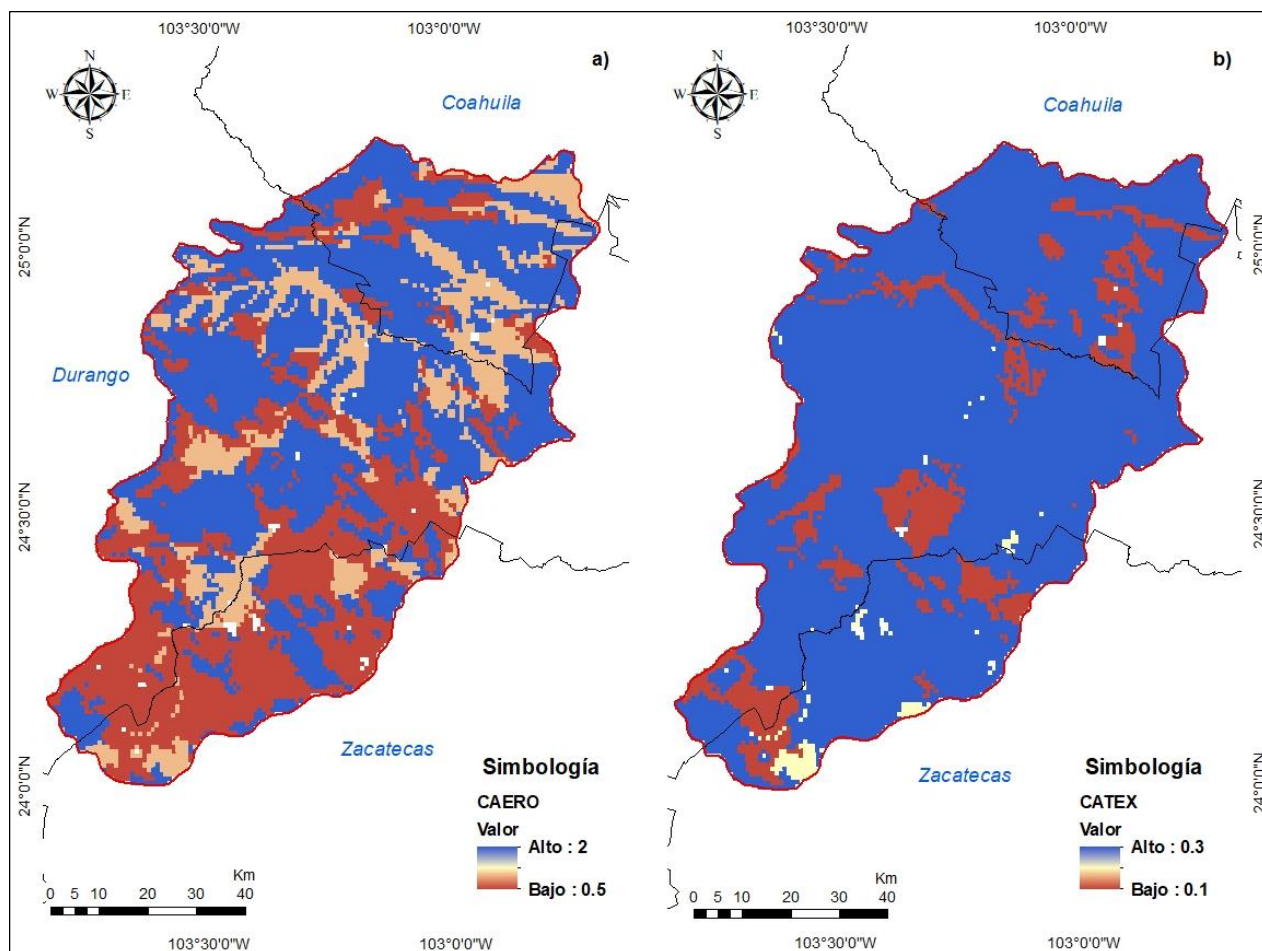 103°30'0"W 103°0'0"W
a)
N
W E
S
Coahuila
Durango
Zacatecas
25°0'0"N
24°30'0"N
24°0'0"N
Simbología
CAERO
Valor
Alto : 2
Bajo : 0.5
Km
0 5 10 20 30 40
103°30'0"W 103°0'0"W
103°30'0"W 103°0'0"W
b)
N
W E
S
Coahuila
Zacatecas
25°0'0"N
24°30'0"N
24°0'0"N
Simbología
CATEX
Valor
Alto : 0.3
Bajo : 0.1
Km
0 5 10 20 30 40
103°30'0"W 103°0'0"W